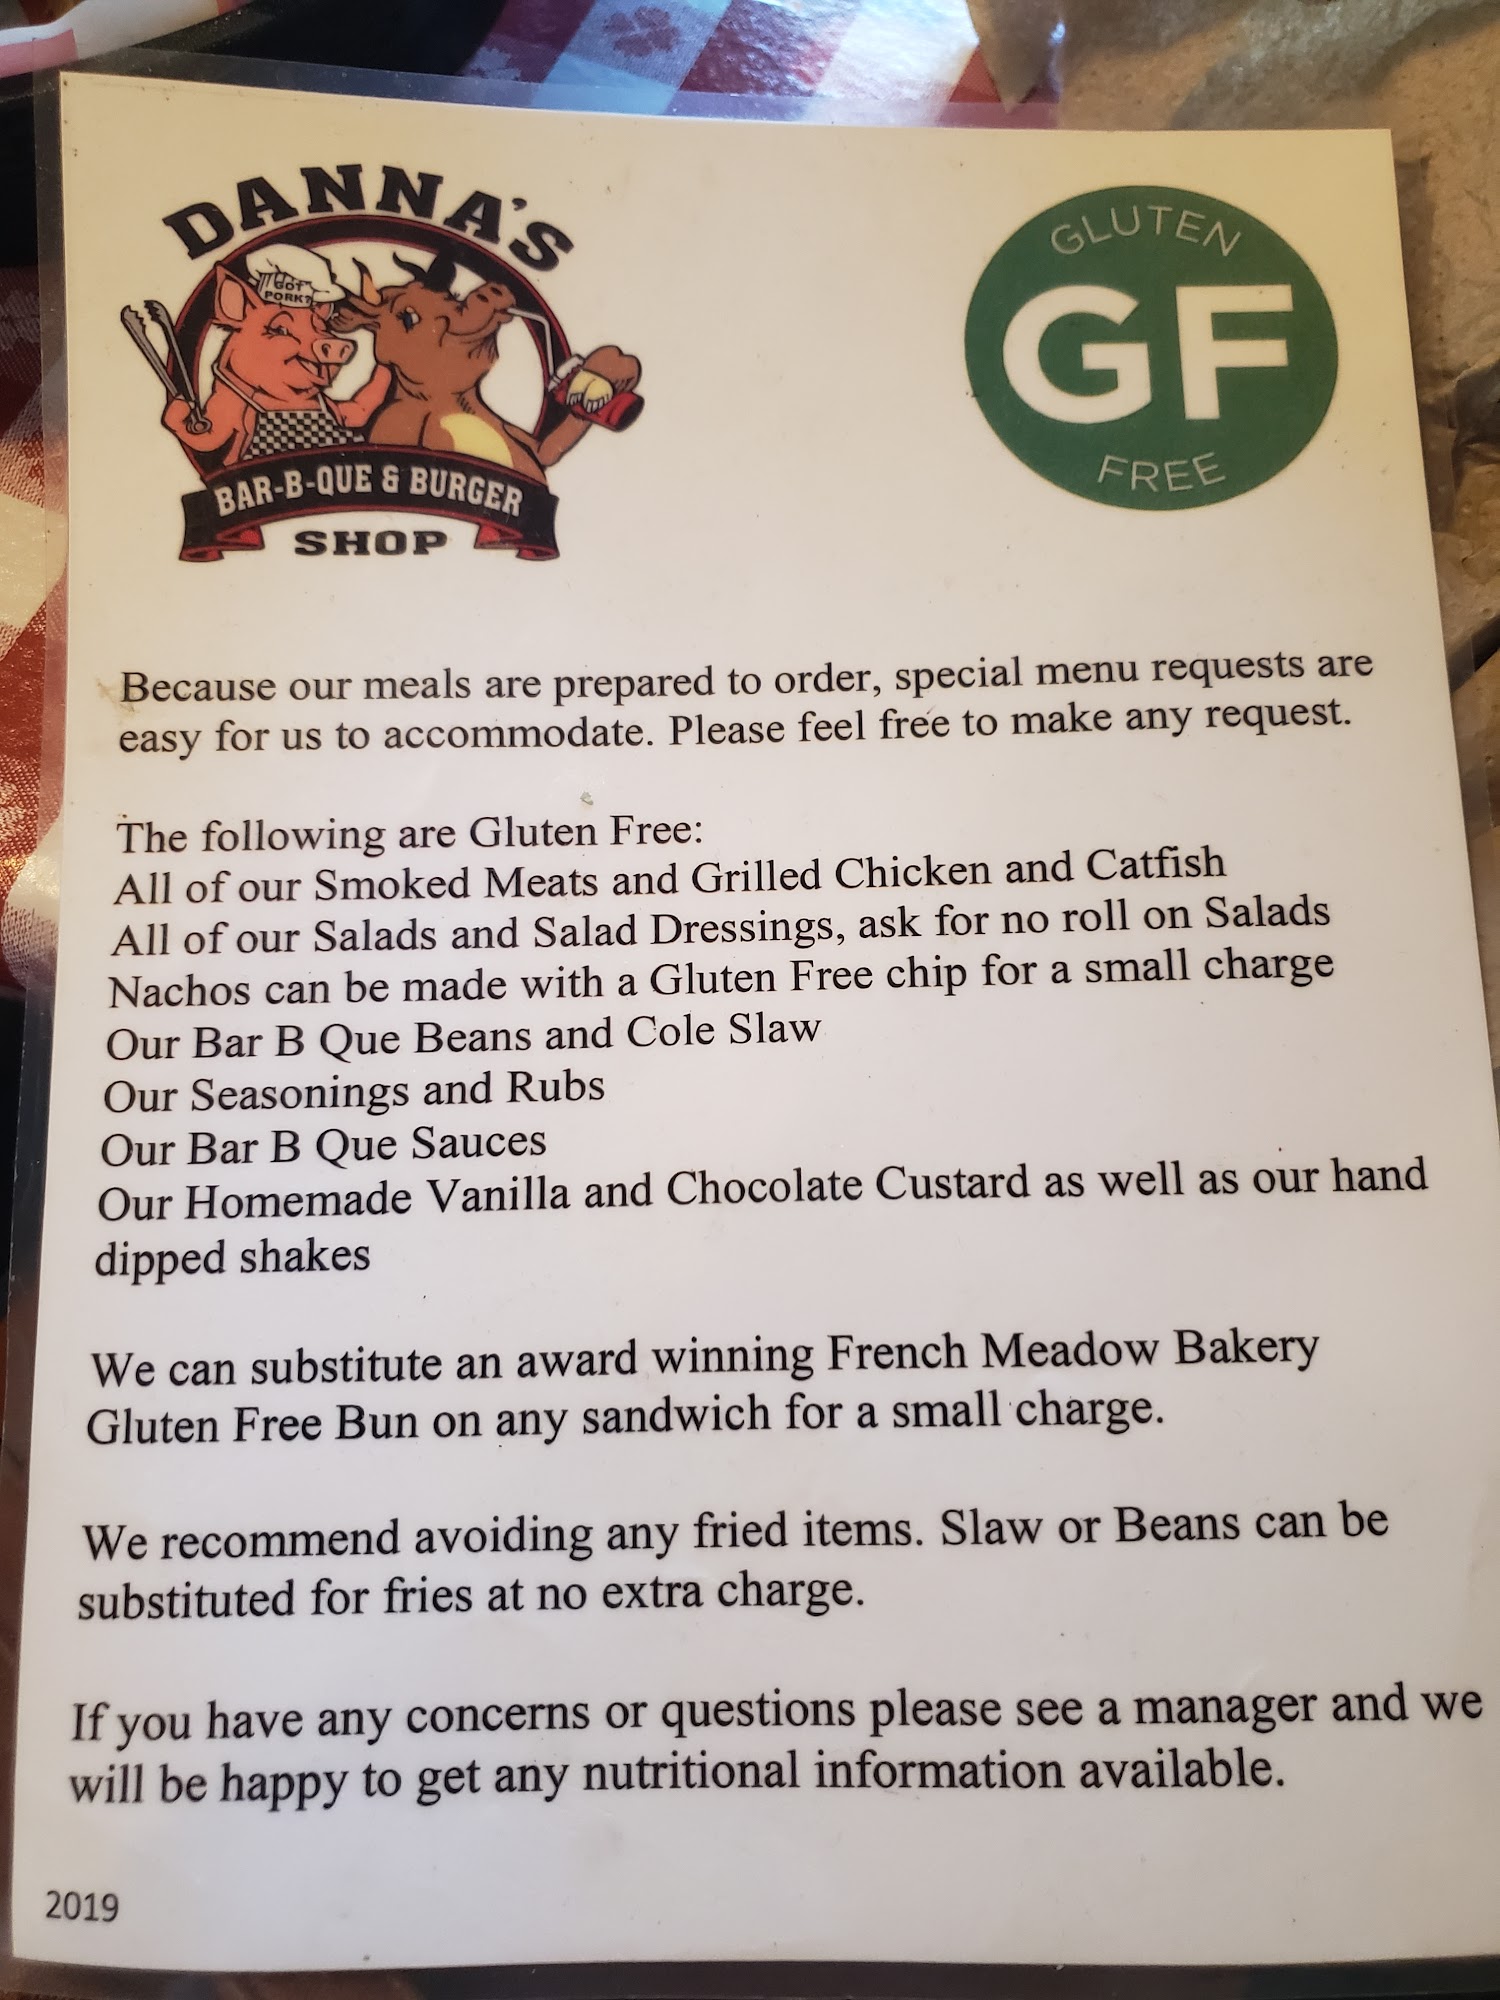 DANNA'S
GOT
PORK?
BAR-B-QUE & BURGER
SHOP
GLUTEN
GF
FREE
Because our meals are prepared to order, special menu requests are
easy for us to accommodate. Please feel free to make any request.
The following are Gluten Free:
All of our Smoked Meats and Grilled Chicken and Catfish
All of our Salads and Salad Dressings, ask for no roll on Salads
Nachos can be made with a Gluten Free chip for a small charge
Our Bar B Que Beans and Cole Slaw
Our Seasonings and Rubs
Our Bar B Que Sauces
Our Homemade Vanilla and Chocolate Custard as well as our hand
dipped shakes
We can substitute an award winning French Meadow Bakery
Gluten Free Bun on any sandwich for a small charge.
We recommend avoiding any fried items. Slaw or Beans can be
substituted for fries at no extra charge.
If you have any concerns or questions please see a manager and we
will be happy to get any nutritional information available.
2019